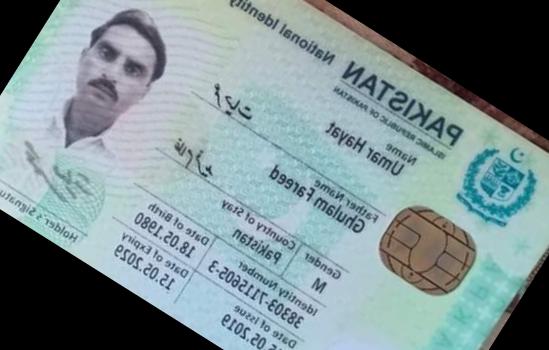 PAKISTAN National Identity
ISLAMIC REPUBLIC OF PAKISTAN
Name
Umar Hayat
Father Name
Ghulam Fareed
Gender
Country of Stay
M
Pakistan
Identity Number
Date of Birth
38303-7115605-3
18.05.1980
Date of Issue
Date of Expiry
05.2019
15.05.2029
Holder's Signature